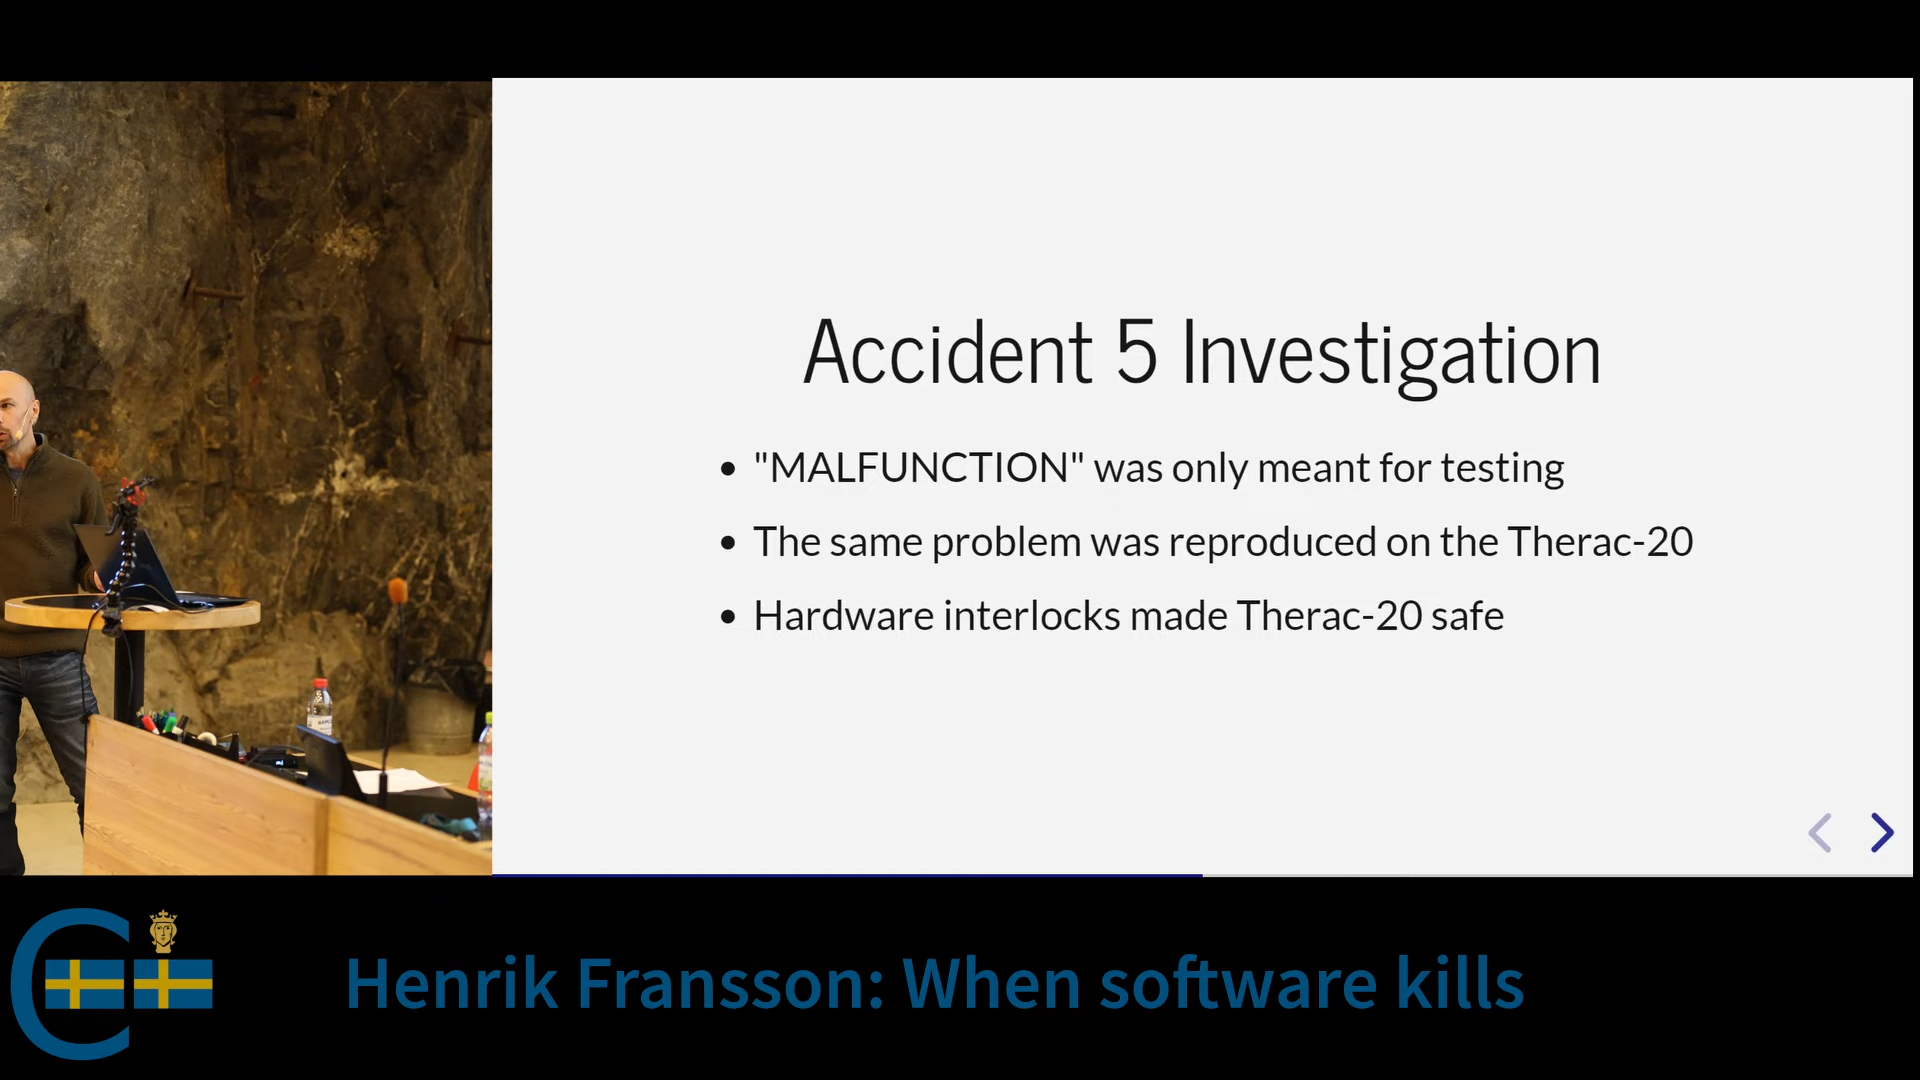 Accident 5 Investigation
"MALFUNCTION" was only meant for testing
The same problem was reproduced on the Therac-20
Hardware interlocks made Therac-20 safe
Henrik Fransson: When software kills